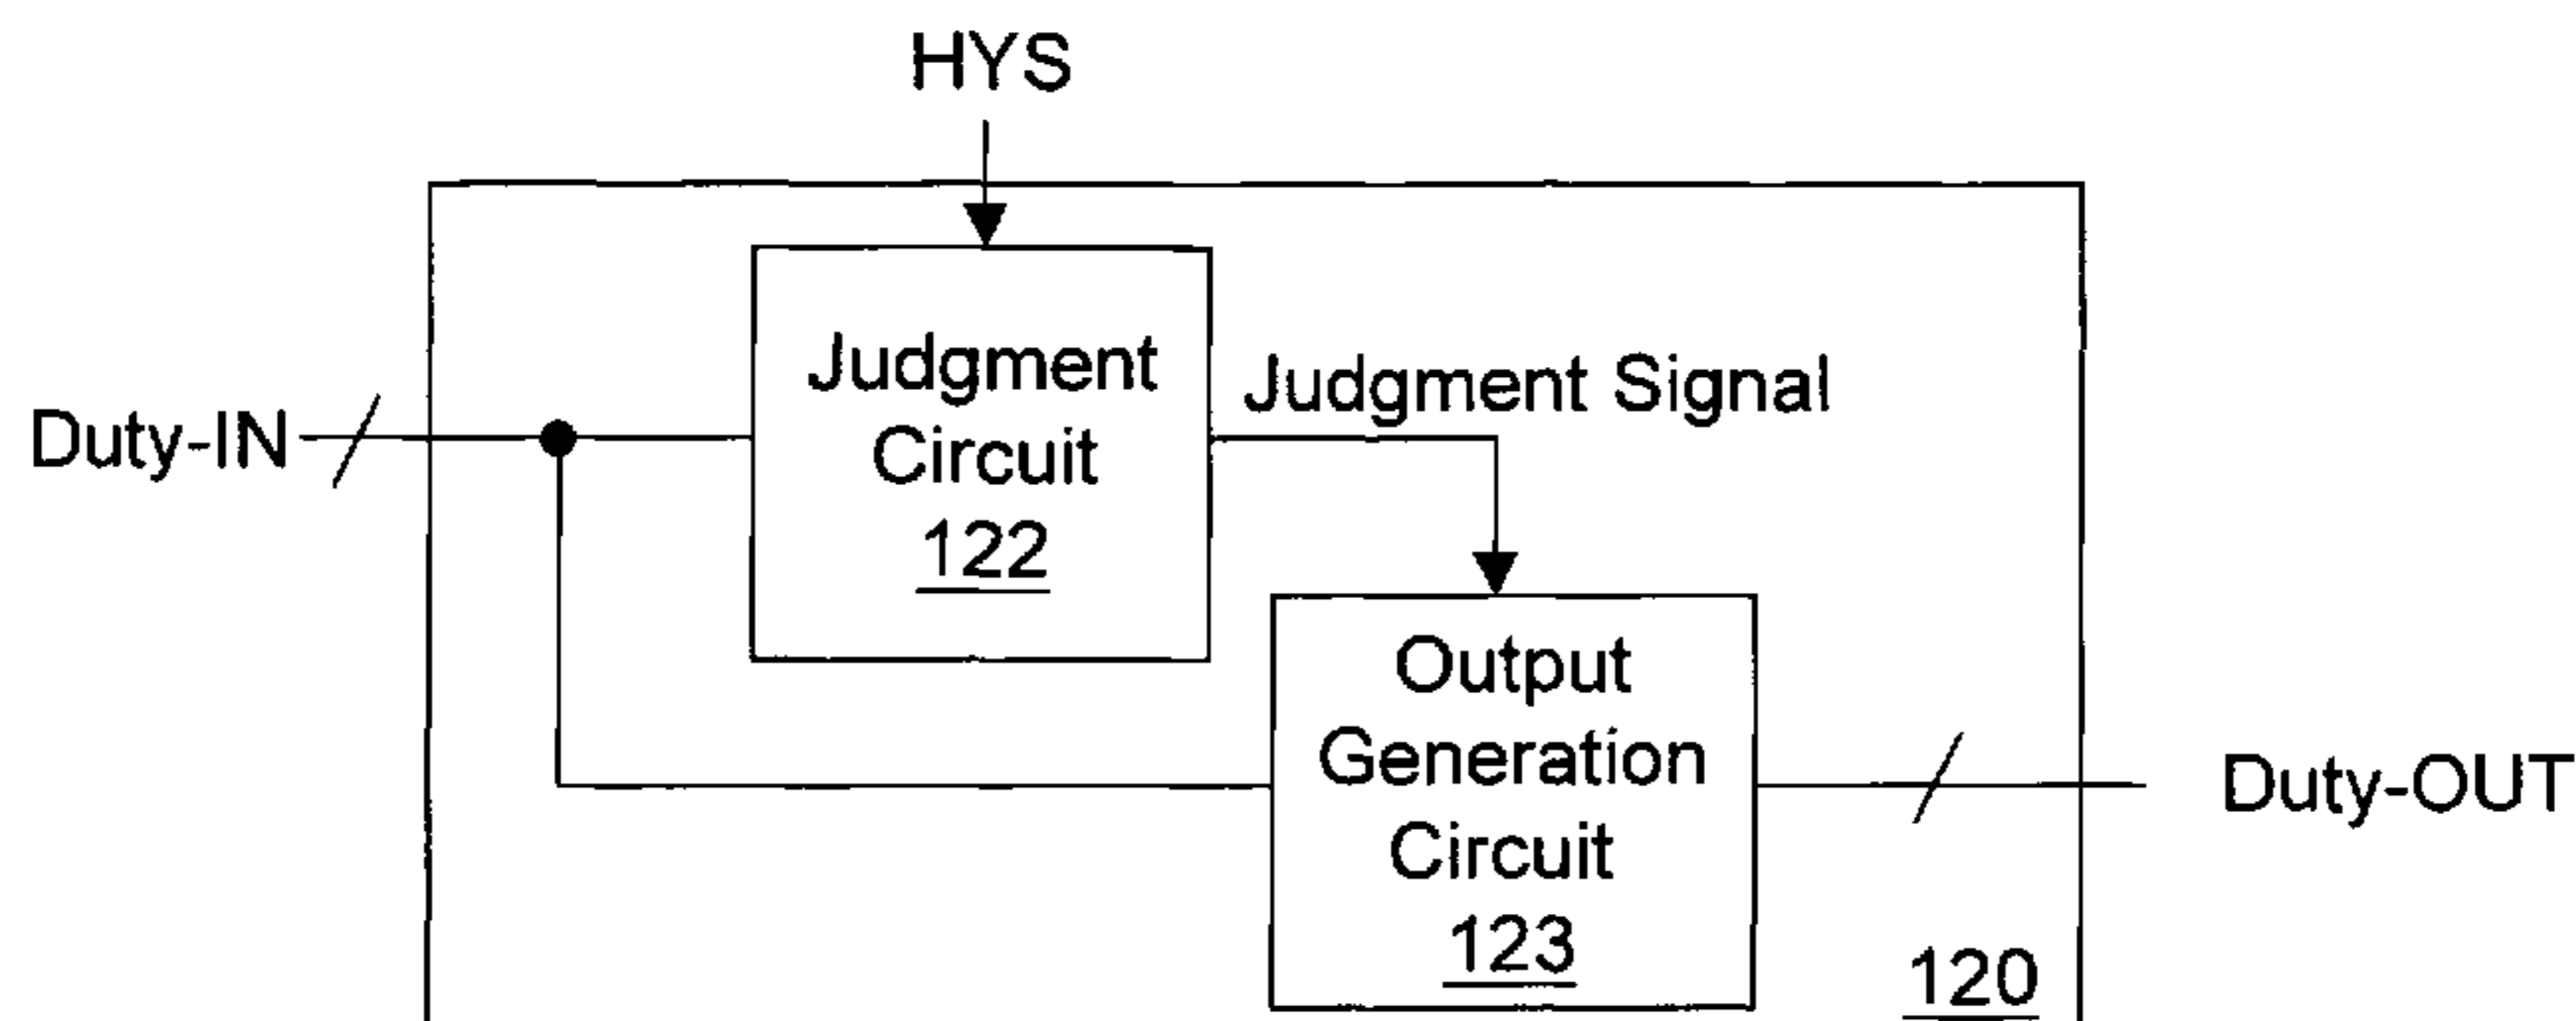 HYS
Judgment
Circuit
122
Judgment Signal
Duty-IN
Output
Generation
Circuit
123
Duty-OUT
120